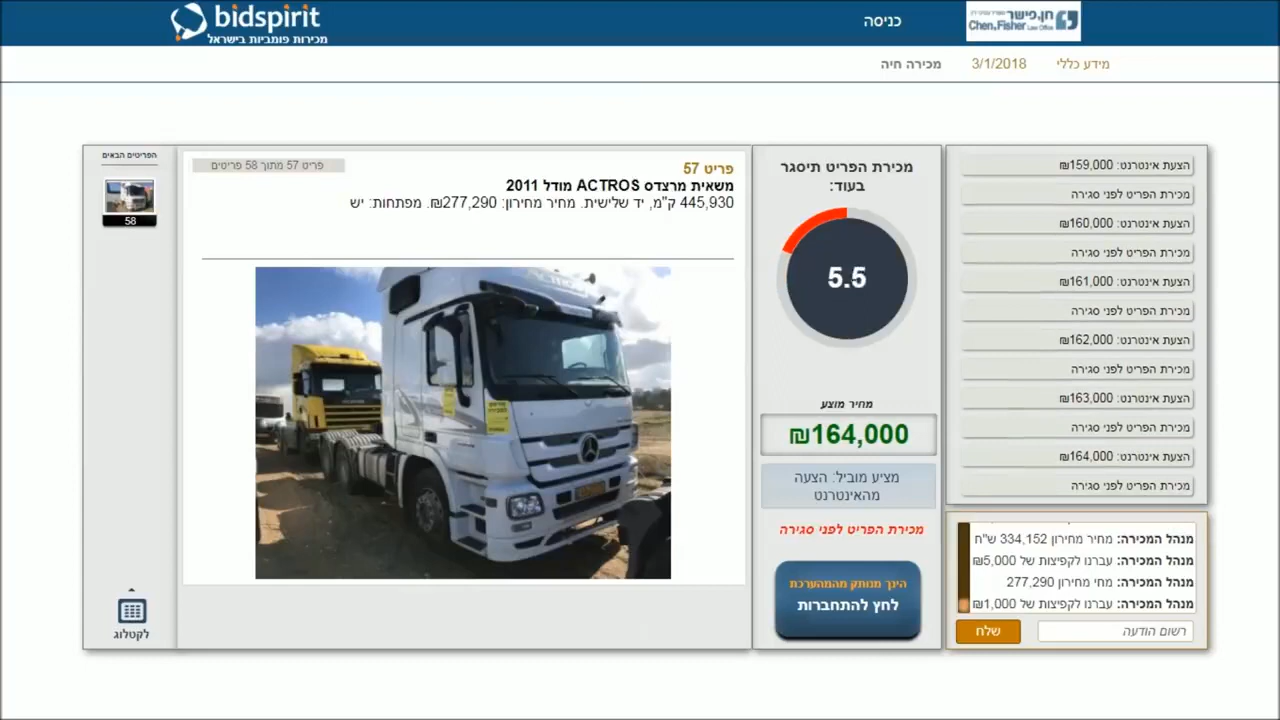 bidspirit
מכירות פומביות בישראל
כניסה
חן,פישר
Chen,Fisher Law Office
מידע כללי
3/1/2018
מכירה חיה
הפריטים הבאים
58
לקטלוג
פריט 57 מתוך 58 פריטים
פריט 57
משאית מרצדס ACTROS מודל 2011
445,930 ק"מ, יד שלישית. מחיר מחירון: 277,290₪. מפתחות: יש
מכירת הפריט תיסגר
בעוד:
5.5
מחיר מוצע
₪164,000
מציע מוביל: הצעה
מהאינטרנט
מכירת הפריט לפני סגירה
הינך מנותק מהמהערכת
לחץ להתחברות
הצעת אינטרנט: 159,000₪
מכירת הפריט לפני סגירה
הצעת אינטרנט: 160,000₪
מכירת הפריט לפני סגירה
הצעת אינטרנט: 161,000₪
מכירת הפריט לפני סגירה
הצעת אינטרנט: 162,000₪
מכירת הפריט לפני סגירה
הצעת אינטרנט: 163,000₪
מכירת הפריט לפני סגירה
הצעת אינטרנט: 164,000₪
מכירת הפריט לפני סגירה
מנהל המכירה: מחיר מחירון 334,152 ש"ח
מנהל המכירה: עברנו לקפיצות של 5,000₪
מנהל המכירה: מחי מחירון 277,290
מנהל המכירה: עברנו לקפיצות של 1,000₪
רשום הודעה
שלח